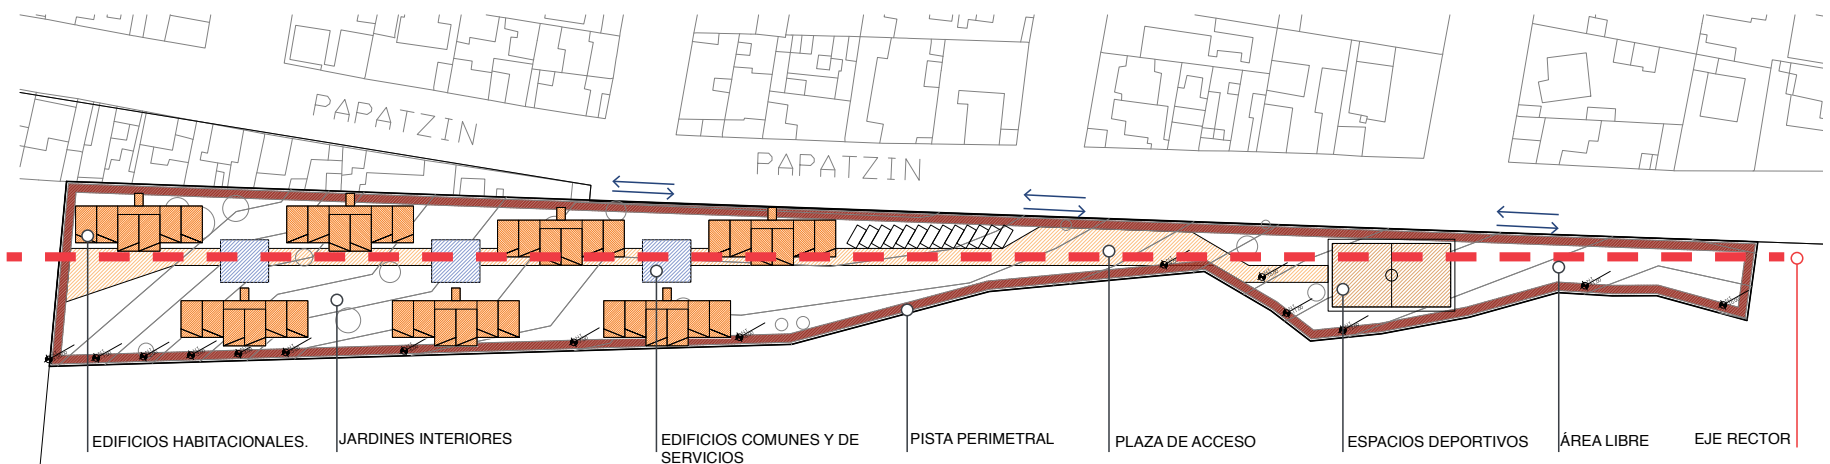 PAPATZIN
PAPATZIN
EDIFICIOS HABITACIONALES.
JARDINES INTERIORES
EDIFICIOS COMUNES Y DE
SERVICIOS
PISTA PERIMETRAL
PLAZA DE ACCESO
ESPACIOS DEPORTIVOS
ÁREA LIBRE
EJE RECTOR